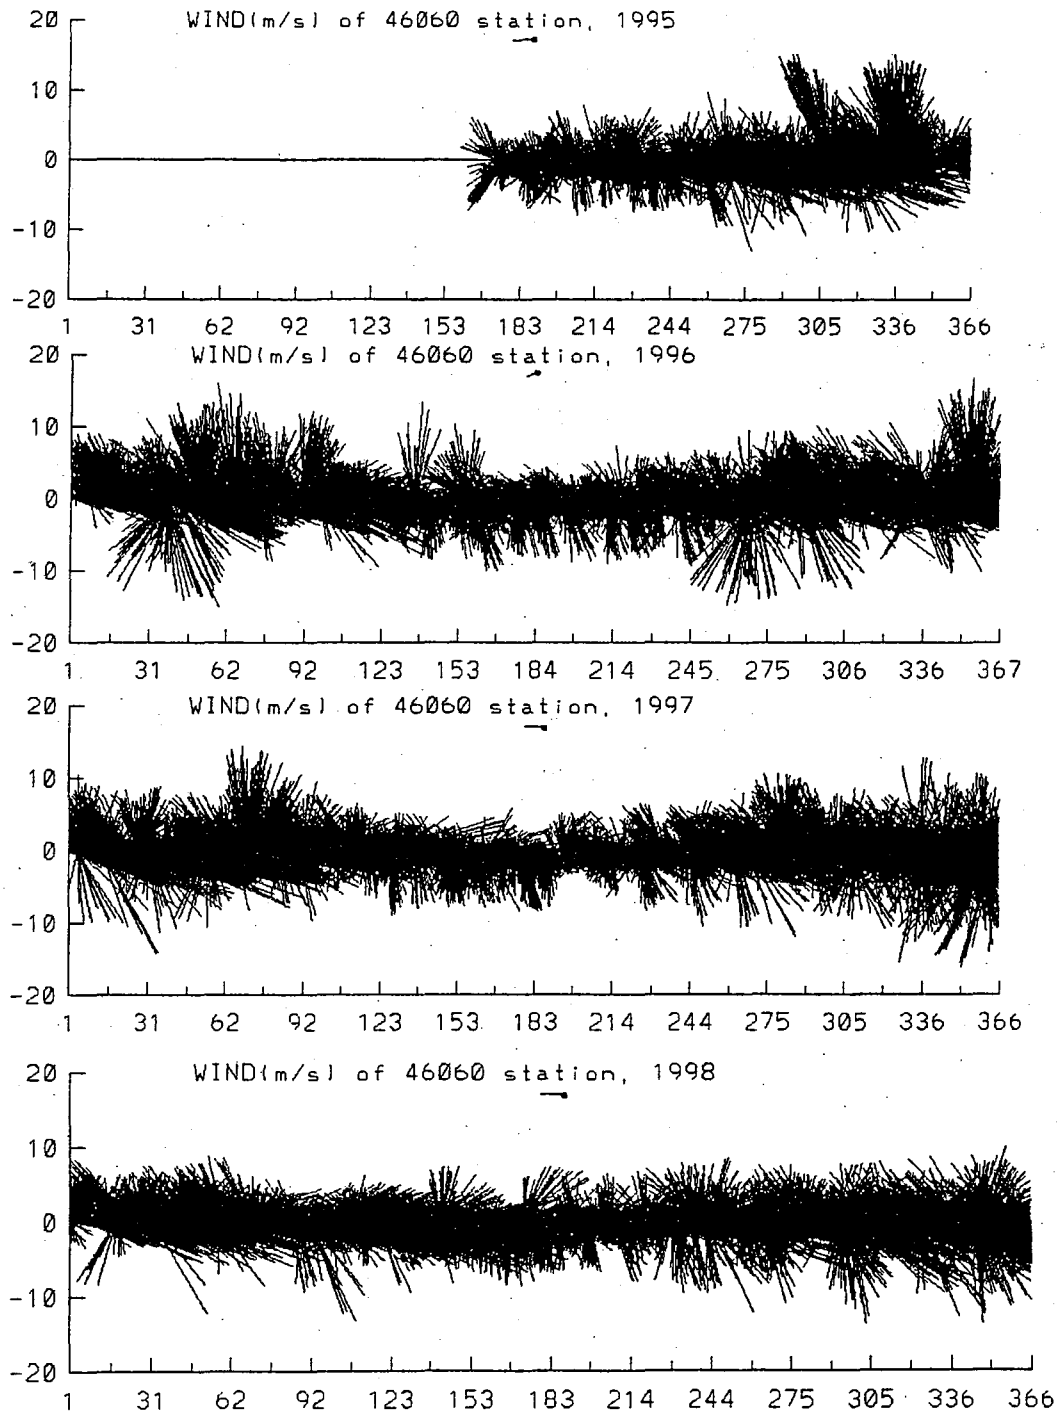 WIND(m/s) of 46060 station, 1995
20
10
0
-10
-20
1 31 62 92 123 153 183 214 244 275 305 336 366
WIND(m/s) of 46060 station, 1996
20
10
0
-10
-20
1 31 62 92 123 153 184 214 245 275 306 336 367
WIND(m/s) of 46060 station, 1997
20
10
0
-10
-20
1 31 62 92 123 153 183 214 244 275 305 336 366
WIND(m/s) of 46060 station, 1998
20
10
0
-10
-20
1 31 62 92 123 153 183 214 244 275 305 336 366